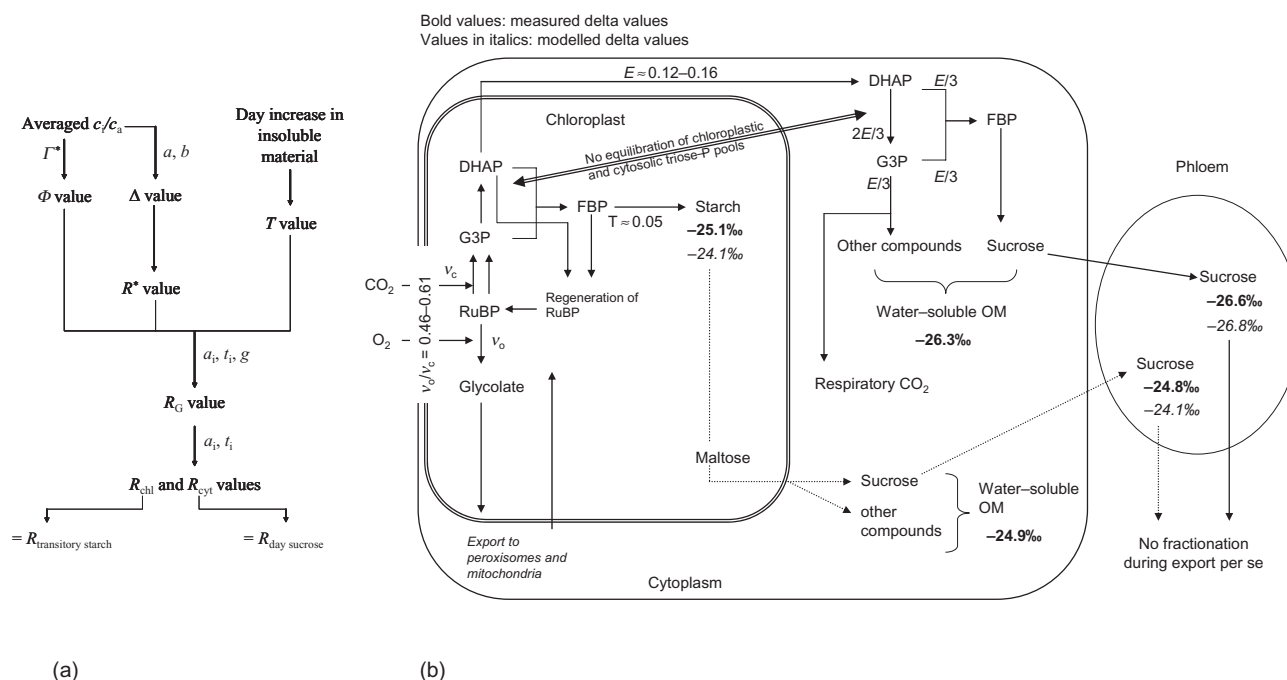 Bold values: measured delta values
Values in italics: modelled delta values
Averaged c_i/c_a
Γ*
a, b
Day increase in
insoluble
material
Φ value
Δ value
T value
R* value
a_i, t_i, g
R_G value
a_i, t_i
R_chl and R_cyt values
= R_transitory starch
= R_day sucrose
(a)
E ≈ 0.12–0.16
Chloroplast
DHAP
No equilibration of chloroplastic
and cytosolic triose-P pools
FBP
T ≈ 0.05
Starch
–25.1‰
–24.1‰
G3P
CO₂
v_c
RuBP
Regeneration of
RuBP
O₂
v_o
v_o/v_c = 0.46–0.61
Glycolate
Maltose
Export to
peroxisomes and
mitochondria
DHAP
E/3
2E/3
FBP
G3P
E/3
E/3
Other compounds
Sucrose
Water–soluble OM
–26.3‰
Respiratory CO₂
Sucrose
other
compounds
Water–soluble
OM
–24.9‰
Cytoplasm
Phloem
Sucrose
–26.6‰
–26.8‰
Sucrose
–24.8‰
–24.1‰
No fractionation
during export per se
(b)